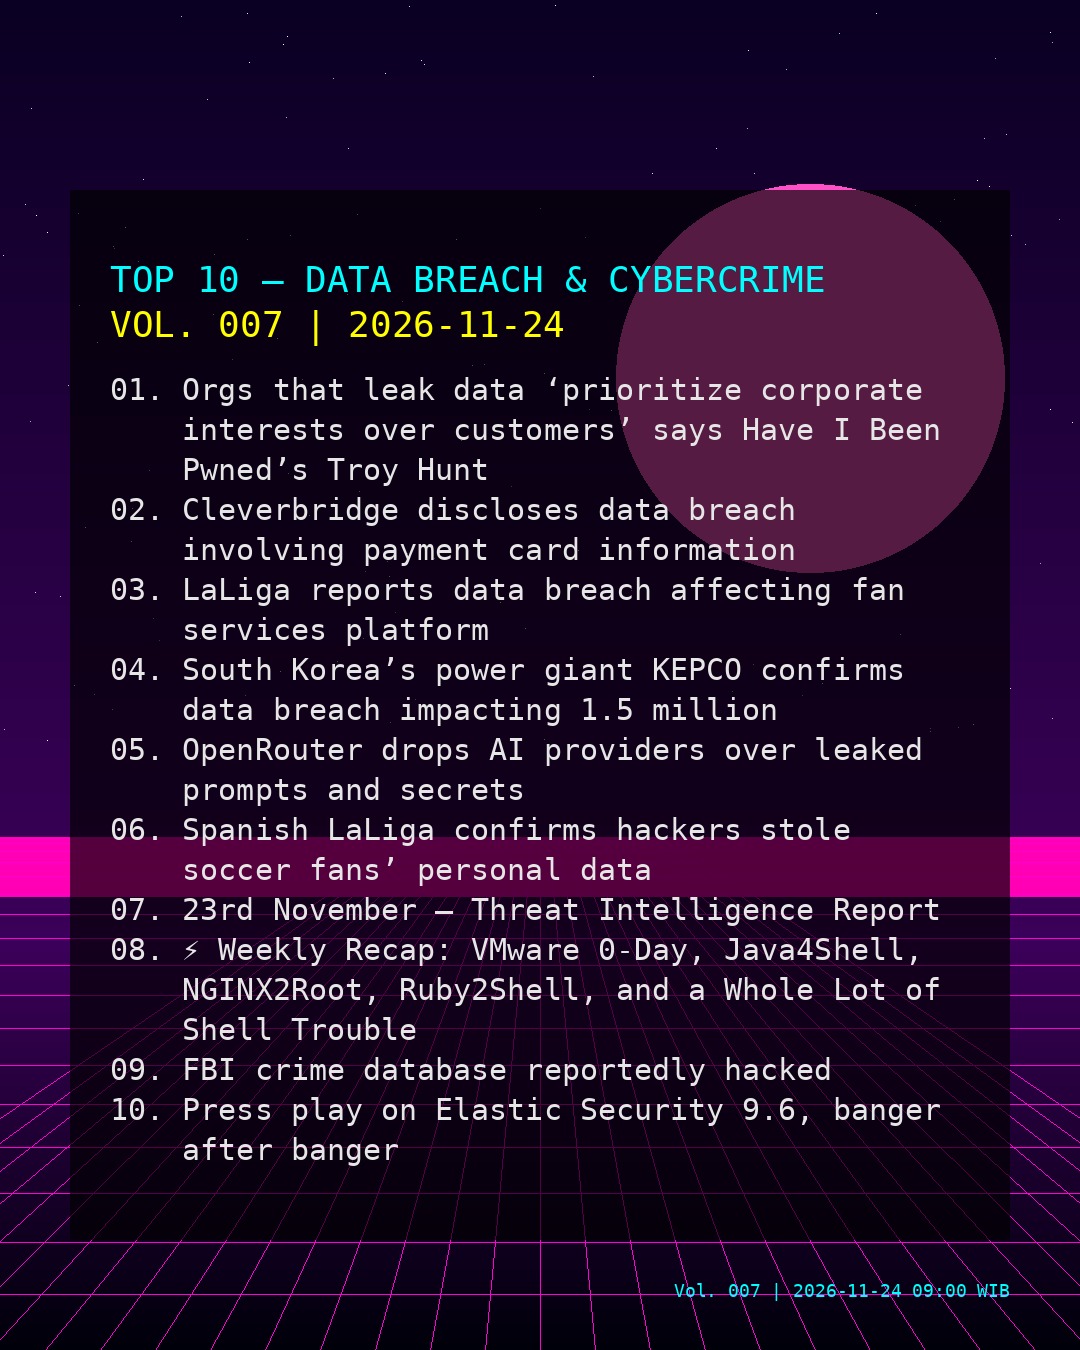 TOP 10 — DATA BREACH & CYBERCRIME
VOL. 007 | 2026-11-24
01. Orgs that leak data ‘prioritize corporate
interests over customers’ says Have I Been
Pwned’s Troy Hunt
02. Cleverbridge discloses data breach
involving payment card information
03. LaLiga reports data breach affecting fan
services platform
04. South Korea’s power giant KEPCO confirms
data breach impacting 1.5 million
05. OpenRouter drops AI providers over leaked
prompts and secrets
06. Spanish LaLiga confirms hackers stole
soccer fans’ personal data
07. 23rd November – Threat Intelligence Report
08. ⚡ Weekly Recap: VMware 0-Day, Java4Shell,
NGINX2Root, Ruby2Shell, and a Whole Lot of
Shell Trouble
09. FBI crime database reportedly hacked
10. Press play on Elastic Security 9.6, banger
after banger
Vol. 007 | 2026-11-24 09:00 WIB